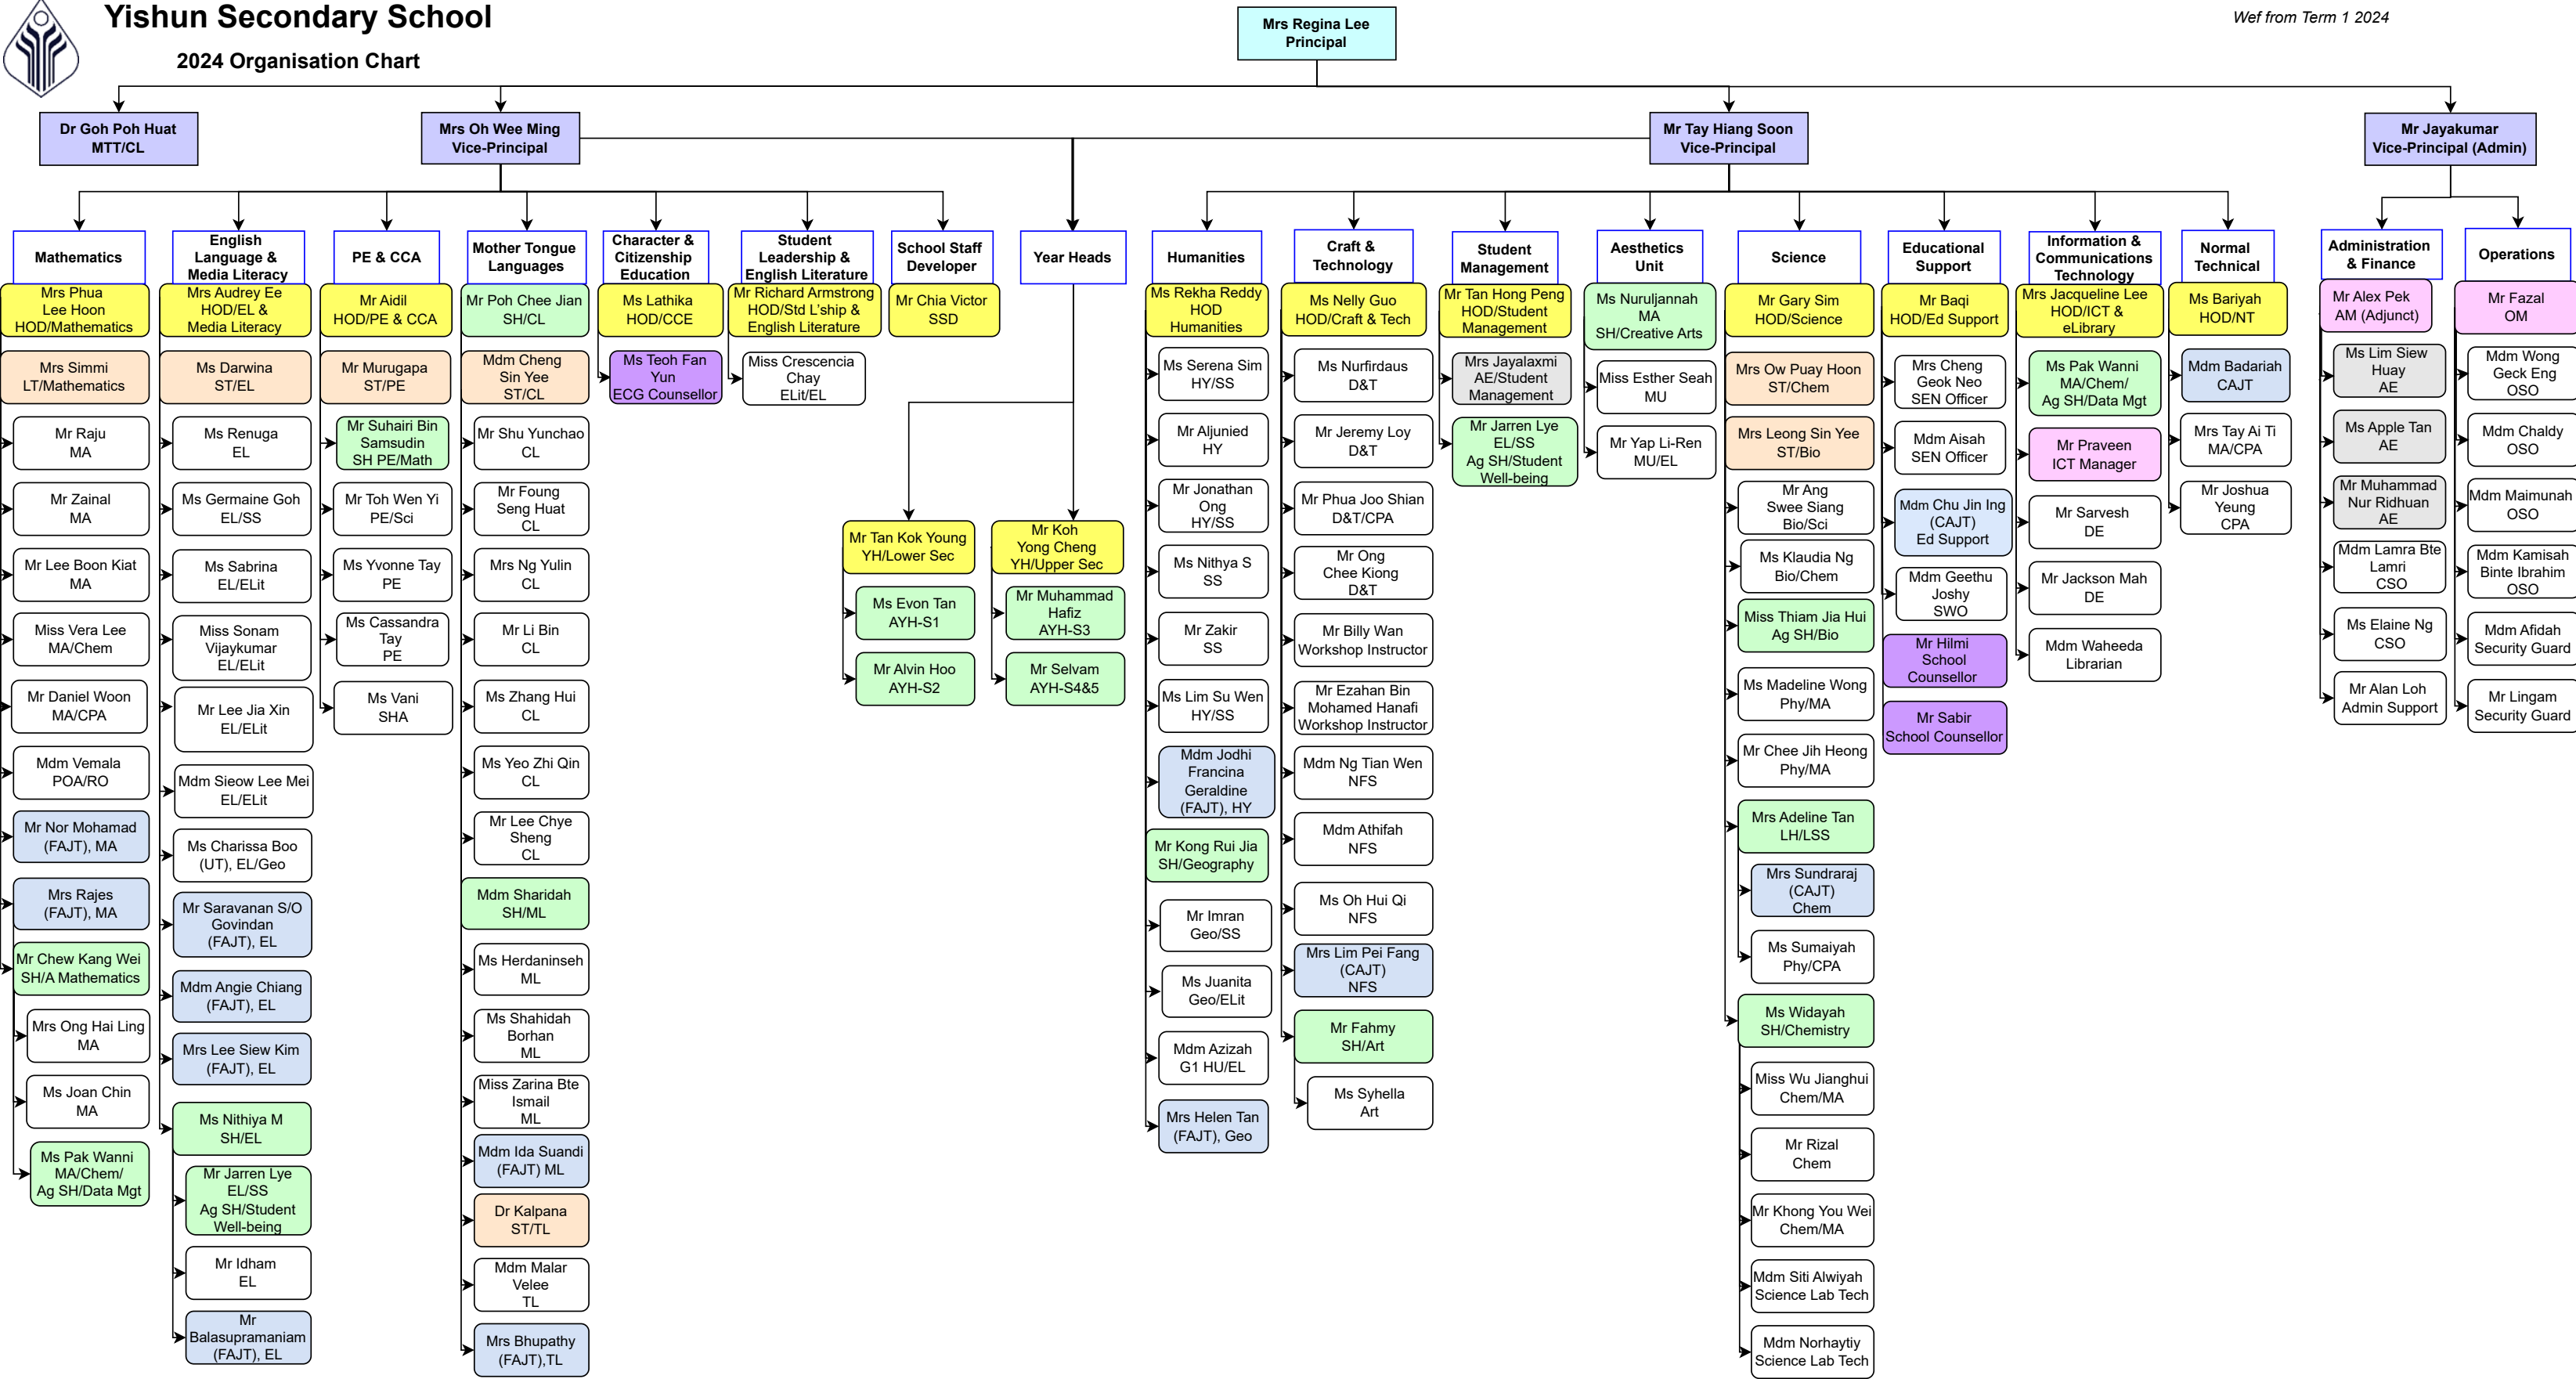 Yishun Secondary School
2024 Organisation Chart
Wef from Term 1 2024
Mrs Regina Lee
Principal
Dr Goh Poh Huat
MTT/CL
Mrs Oh Wee Ming
Vice-Principal
Mr Tay Hiang Soon
Vice-Principal
Mr Jayakumar
Vice-Principal (Admin)
Mathematics
Mrs Phua
Lee Hoon
HOD/Mathematics
Mrs Simmi
LT/Mathematics
Mr Raju
MA
Mr Zainal
MA
Mr Lee Boon Kiat
MA
Miss Vera Lee
MA/Chem
Mr Daniel Woon
MA/CPA
Mdm Vemala
POA/RO
Mr Nor Mohamad
(FAJT), MA
Mrs Rajes
(FAJT), MA
Mr Chew Kang Wei
SH/A Mathematics
Mrs Ong Hai Ling
MA
Ms Joan Chin
MA
Ms Pak Wanni
MA/Chem/
Ag SH/Data Mgt
English
Language &
Media Literacy
Mrs Audrey Ee
HOD/EL &
Media Literacy
Ms Darwina
ST/EL
Ms Renuga
EL
Ms Germaine Goh
EL/SS
Ms Sabrina
EL/ELit
Miss Sonam
Vijaykumar
EL/ELit
Mr Lee Jia Xin
EL/ELit
Mdm Sieow Lee Mei
EL/ELit
Ms Charissa Boo
(UT), EL/Geo
Mr Saravanan S/O
Govindan
(FAJT), EL
Mdm Angie Chiang
(FAJT), EL
Mrs Lee Siew Kim
(FAJT), EL
Ms Nithiya M
SH/EL
Mr Jarren Lye
EL/SS
Ag SH/Student
Well-being
Mr Idham
EL
Mr
Balasupramaniam
(FAJT), EL
PE & CCA
Mr Aidil
HOD/PE & CCA
Mr Murugapa
ST/PE
Mr Suhairi Bin
Samsudin
SH PE/Math
Mr Toh Wen Yi
PE/Sci
Ms Yvonne Tay
PE
Ms Cassandra
Tay
PE
Ms Vani
SHA
Mother Tongue
Languages
Mr Poh Chee Jian
SH/CL
Mdm Cheng
Sin Yee
ST/CL
Mr Shu Yunchao
CL
Mr Foung
Seng Huat
CL
Mrs Ng Yulin
CL
Mr Li Bin
CL
Ms Zhang Hui
CL
Ms Yeo Zhi Qin
CL
Mr Lee Chye
Sheng
CL
Mdm Sharidah
SH/ML
Ms Herdaninseh
ML
Ms Shahidah
Borhan
ML
Miss Zarina Bte
Ismail
ML
Mdm Ida Suandi
(FAJT) ML
Dr Kalpana
ST/TL
Mdm Malar
Velee
TL
Mrs Bhupathy
(FAJT),TL
Character &
Citizenship
Education
Ms Lathika
HOD/CCE
Ms Teoh Fan
Yun
ECG Counsellor
Student
Leadership &
English Literature
Mr Richard Armstrong
HOD/Std L'ship &
English Literature
Miss Crescencia
Chay
ELit/EL
School Staff
Developer
Mr Chia Victor
SSD
Year Heads
Mr Tan Kok Young
YH/Lower Sec
Ms Evon Tan
AYH-S1
Mr Alvin Hoo
AYH-S2
Mr Koh
Yong Cheng
YH/Upper Sec
Mr Muhammad
Hafiz
AYH-S3
Mr Selvam
AYH-S4&5
Humanities
Ms Rekha Reddy
HOD
Humanities
Ms Serena Sim
HY/SS
Mr Aljunied
HY
Mr Jonathan
Ong
HY/SS
Ms Nithya S
SS
Mr Zakir
SS
Ms Lim Su Wen
HY/SS
Mdm Jodhi
Francina
Geraldine
(FAJT), HY
Mr Kong Rui Jia
SH/Geography
Mr Imran
Geo/SS
Ms Juanita
Geo/ELit
Mdm Azizah
G1 HU/EL
Mrs Helen Tan
(FAJT), Geo
Craft &
Technology
Ms Nelly Guo
HOD/Craft & Tech
Ms Nurfirdaus
D&T
Mr Jeremy Loy
D&T
Mr Phua Joo Shian
D&T/CPA
Mr Ong
Chee Kiong
D&T
Mr Billy Wan
Workshop Instructor
Mr Ezahan Bin
Mohamed Hanafi
Workshop Instructor
Mdm Ng Tian Wen
NFS
Mdm Athifah
NFS
Ms Oh Hui Qi
NFS
Mrs Lim Pei Fang
(CAJT)
NFS
Mr Fahmy
SH/Art
Ms Syhella
Art
Student
Management
Mr Tan Hong Peng
HOD/Student
Management
Mrs Jayalaxmi
AE/Student
Management
Mr Jarren Lye
EL/SS
Ag SH/Student
Well-being
Aesthetics
Unit
Ms Nuruljannah
MA
SH/Creative Arts
Miss Esther Seah
MU
Mr Yap Li-Ren
MU/EL
Science
Mr Gary Sim
HOD/Science
Mrs Ow Puay Hoon
ST/Chem
Mrs Leong Sin Yee
ST/Bio
Mr Ang
Swee Siang
Bio/Sci
Ms Klaudia Ng
Bio/Chem
Miss Thiam Jia Hui
Ag SH/Bio
Ms Madeline Wong
Phy/MA
Mr Chee Jih Heong
Phy/MA
Mrs Adeline Tan
LH/LSS
Mrs Sundraraj
(CAJT)
Chem
Ms Sumaiyah
Phy/CPA
Ms Widayah
SH/Chemistry
Miss Wu Jianghui
Chem/MA
Mr Rizal
Chem
Mr Khong You Wei
Chem/MA
Mdm Siti Alwiyah
Science Lab Tech
Mdm Norhaytiy
Science Lab Tech
Educational
Support
Mr Baqi
HOD/Ed Support
Mrs Cheng
Geok Neo
SEN Officer
Mdm Aisah
SEN Officer
Mdm Chu Jin Ing
(CAJT)
Ed Support
Mdm Geethu
Joshy
SWO
Mr Hilmi
School
Counsellor
Mr Sabir
School Counsellor
Information &
Communications
Technology
Mrs Jacqueline Lee
HOD/ICT &
eLibrary
Ms Pak Wanni
MA/Chem/
Ag SH/Data Mgt
Mr Praveen
ICT Manager
Mr Sarvesh
DE
Mr Jackson Mah
DE
Mdm Waheeda
Librarian
Normal
Technical
Ms Bariyah
HOD/NT
Mdm Badariah
CAJT
Mrs Tay Ai Ti
MA/CPA
Mr Joshua
Yeung
CPA
Administration
& Finance
Mr Alex Pek
AM (Adjunct)
Ms Lim Siew
Huay
AE
Ms Apple Tan
AE
Mr Muhammad
Nur Ridhuan
AE
Mdm Lamra Bte
Lamri
CSO
Ms Elaine Ng
CSO
Mr Alan Loh
Admin Support
Operations
Mr Fazal
OM
Mdm Wong
Geck Eng
OSO
Mdm Chaldy
OSO
Mdm Maimunah
OSO
Mdm Kamisah
Binte Ibrahim
OSO
Mdm Afidah
Security Guard
Mr Lingam
Security Guard